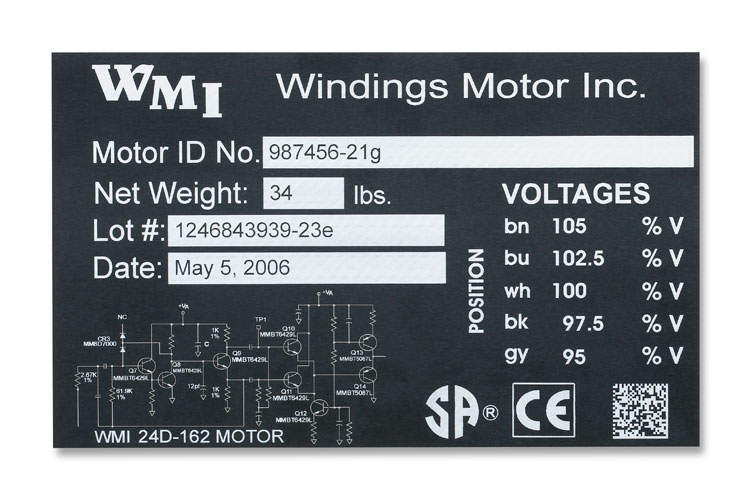 WMI Windings Motor Inc.
Motor ID No. 987456-21g
Net Weight: 34 lbs.
Lot #: 1246843939-23e
Date: May 5, 2006
VOLTAGES
POSITION
bn 105 % V
bu 102.5 % V
wh 100 % V
bk 97.5 % V
gy 95 % V
+VA
+VA
NC
TP1
CR3
MMBD7000
1K
1%
C
Q7
MMBT6429L
Q8
MMBT6429L
Q9
MMBT6429L
Q10
MMBT6429L
Q11
MMBT6429L
Q12
MMBT6429L
Q13
MMBT5087L
Q14
MMBT5087L
2.67K
1%
61.9K
1%
12pf
1K
1%
WMI 24D-162 MOTOR
SA®
CE